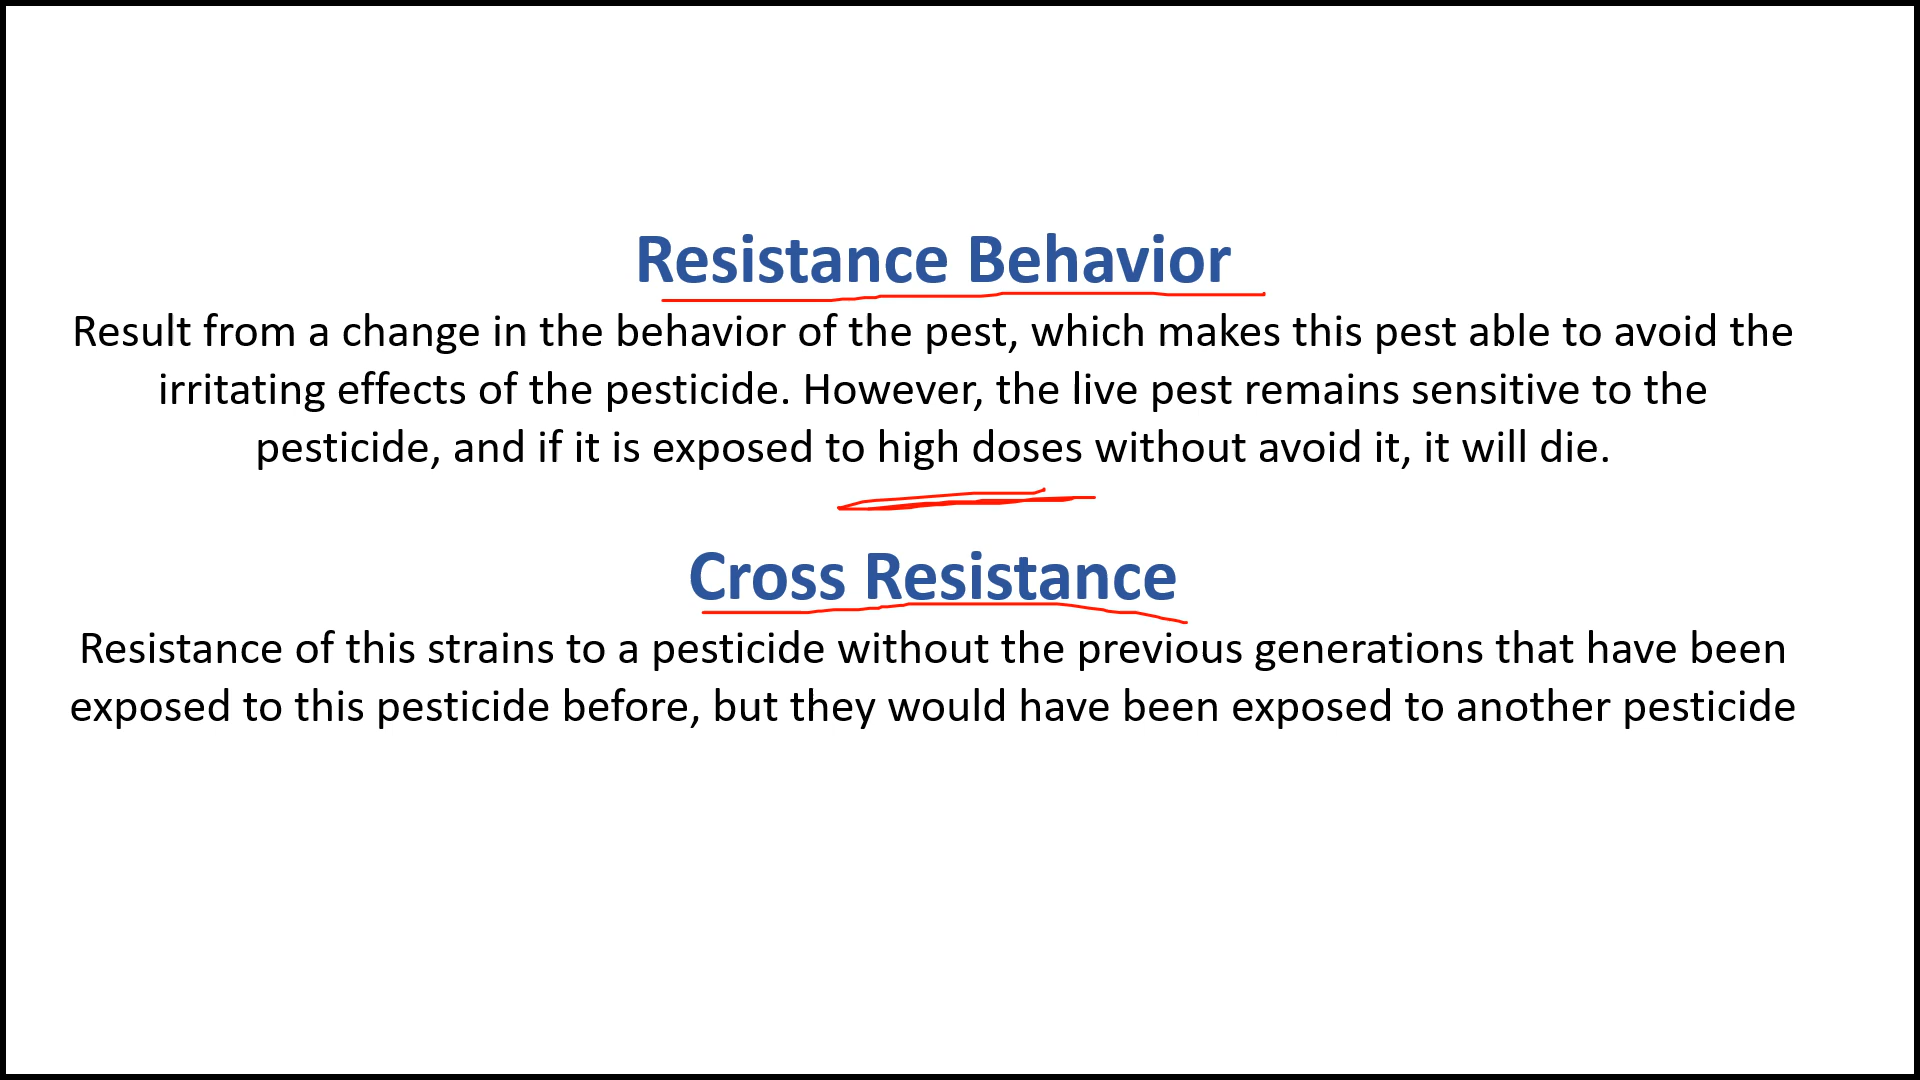 Resistance Behavior
Result from a change in the behavior of the pest, which makes this pest able to avoid the
irritating effects of the pesticide. However, the live pest remains sensitive to the
pesticide, and if it is exposed to high doses without avoid it, it will die.
Cross Resistance
Resistance of this strains to a pesticide without the previous generations that have been
exposed to this pesticide before, but they would have been exposed to another pesticide